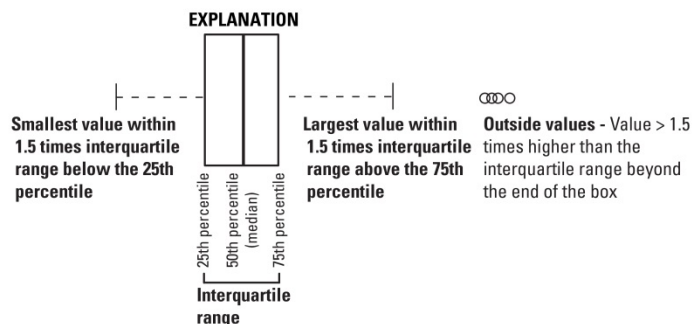 EXPLANATION
Smallest value within
1.5 times interquartile
range below the 25th
percentile
Largest value within
1.5 times interquartile
range above the 75th
percentile
Outside values - Value > 1.5
times higher than the
interquartile range beyond
the end of the box
25th percentile
50th percentile
(median)
75th percentile
Interquartile
range